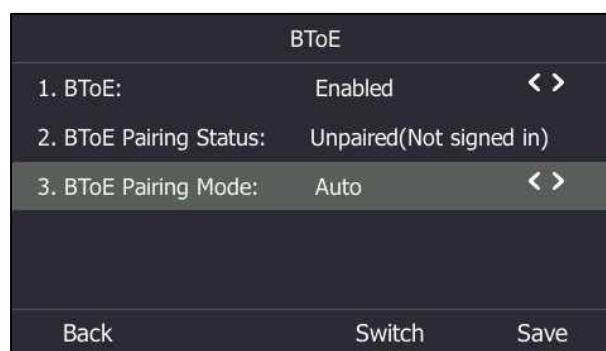 BToE
1. BToE: Enabled < >
2. BToE Pairing Status: Unpaired(Not signed in)
3. BToE Pairing Mode: Auto < >
Back Switch Save